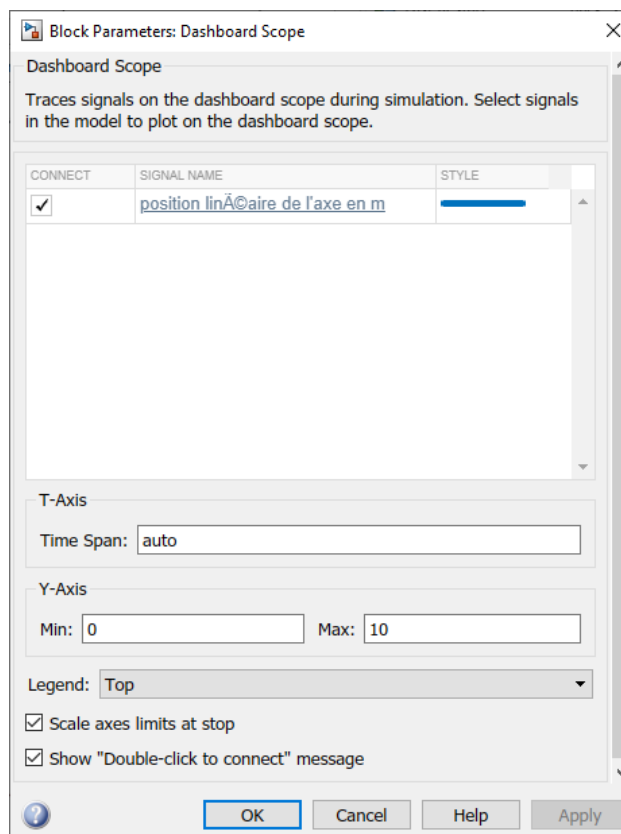 Block Parameters: Dashboard Scope
Dashboard Scope
Traces signals on the dashboard scope during simulation. Select signals
in the model to plot on the dashboard scope.
CONNECT SIGNAL NAME STYLE
position linÃ©aire de l'axe en m
T-Axis
Time Span: auto
Y-Axis
Min: 0 Max: 10
Legend: Top
Scale axes limits at stop
Show "Double-click to connect" message
OK Cancel Help Apply